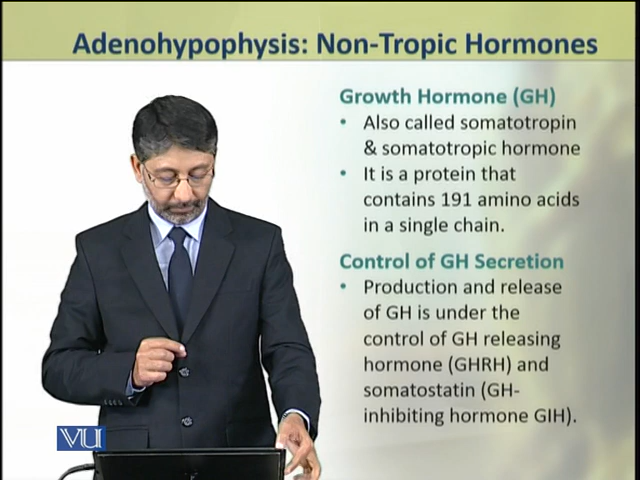 Adenohypophysis: Non-Tropic Hormones
Growth Hormone (GH)
• Also called somatotropin
& somatotropic hormone
• It is a protein that
contains 191 amino acids
in a single chain.
Control of GH Secretion
• Production and release
of GH is under the
control of GH releasing
hormone (GHRH) and
somatostatin (GH-
inhibiting hormone GIH).
VU